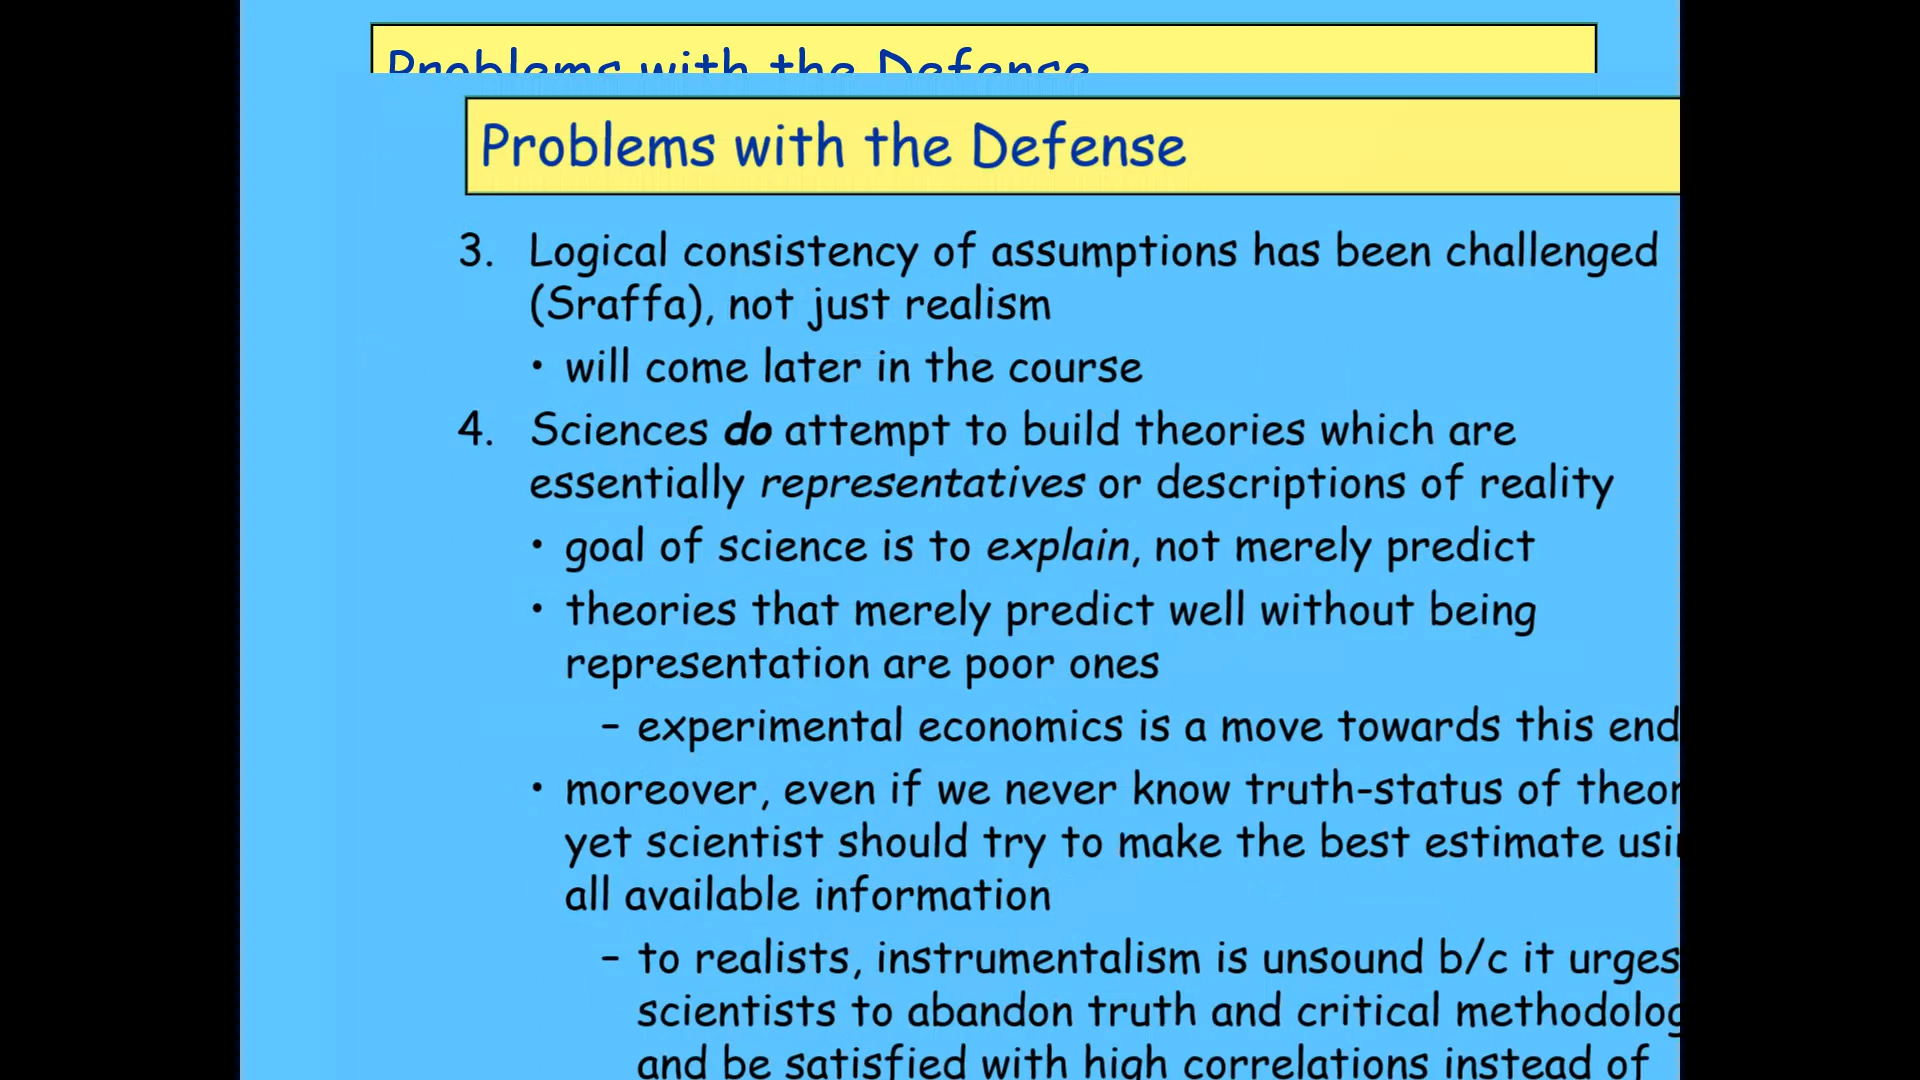 Problems with the Defense
Problems with the Defense
3. Logical consistency of assumptions has been challenged
(Sraffa), not just realism
• will come later in the course
4. Sciences do attempt to build theories which are
essentially representatives or descriptions of reality
• goal of science is to explain, not merely predict
• theories that merely predict well without being
representation are poor ones
– experimental economics is a move towards this end
• moreover, even if we never know truth-status of
yet scientist should try to make the best estimate
all available information
– to realists, instrumentalism is unsound b/c it urges
scientists to abandon truth and critical
and be satisfied with high correlations instead of